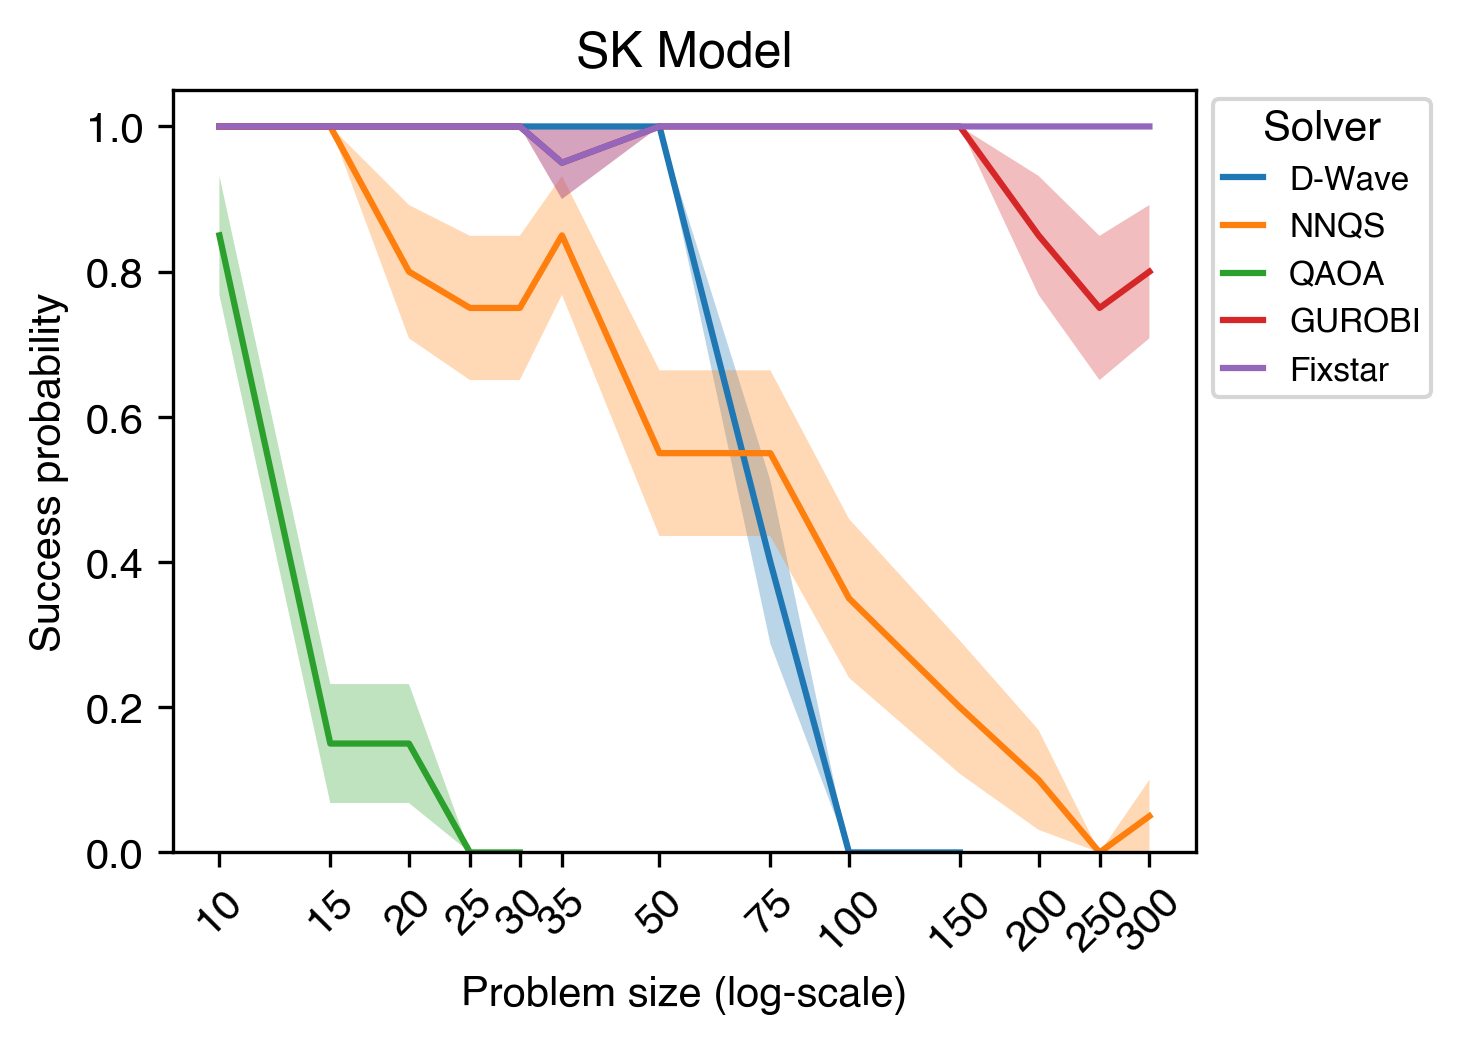 SK Model
Success probability
1.0
0.8
0.6
0.4
0.2
0.0
10 15 20 25 30 35 50 75 100 150 200 250 300
Problem size (log-scale)
Solver
D-Wave
NNQS
QAOA
GUROBI
Fixstar